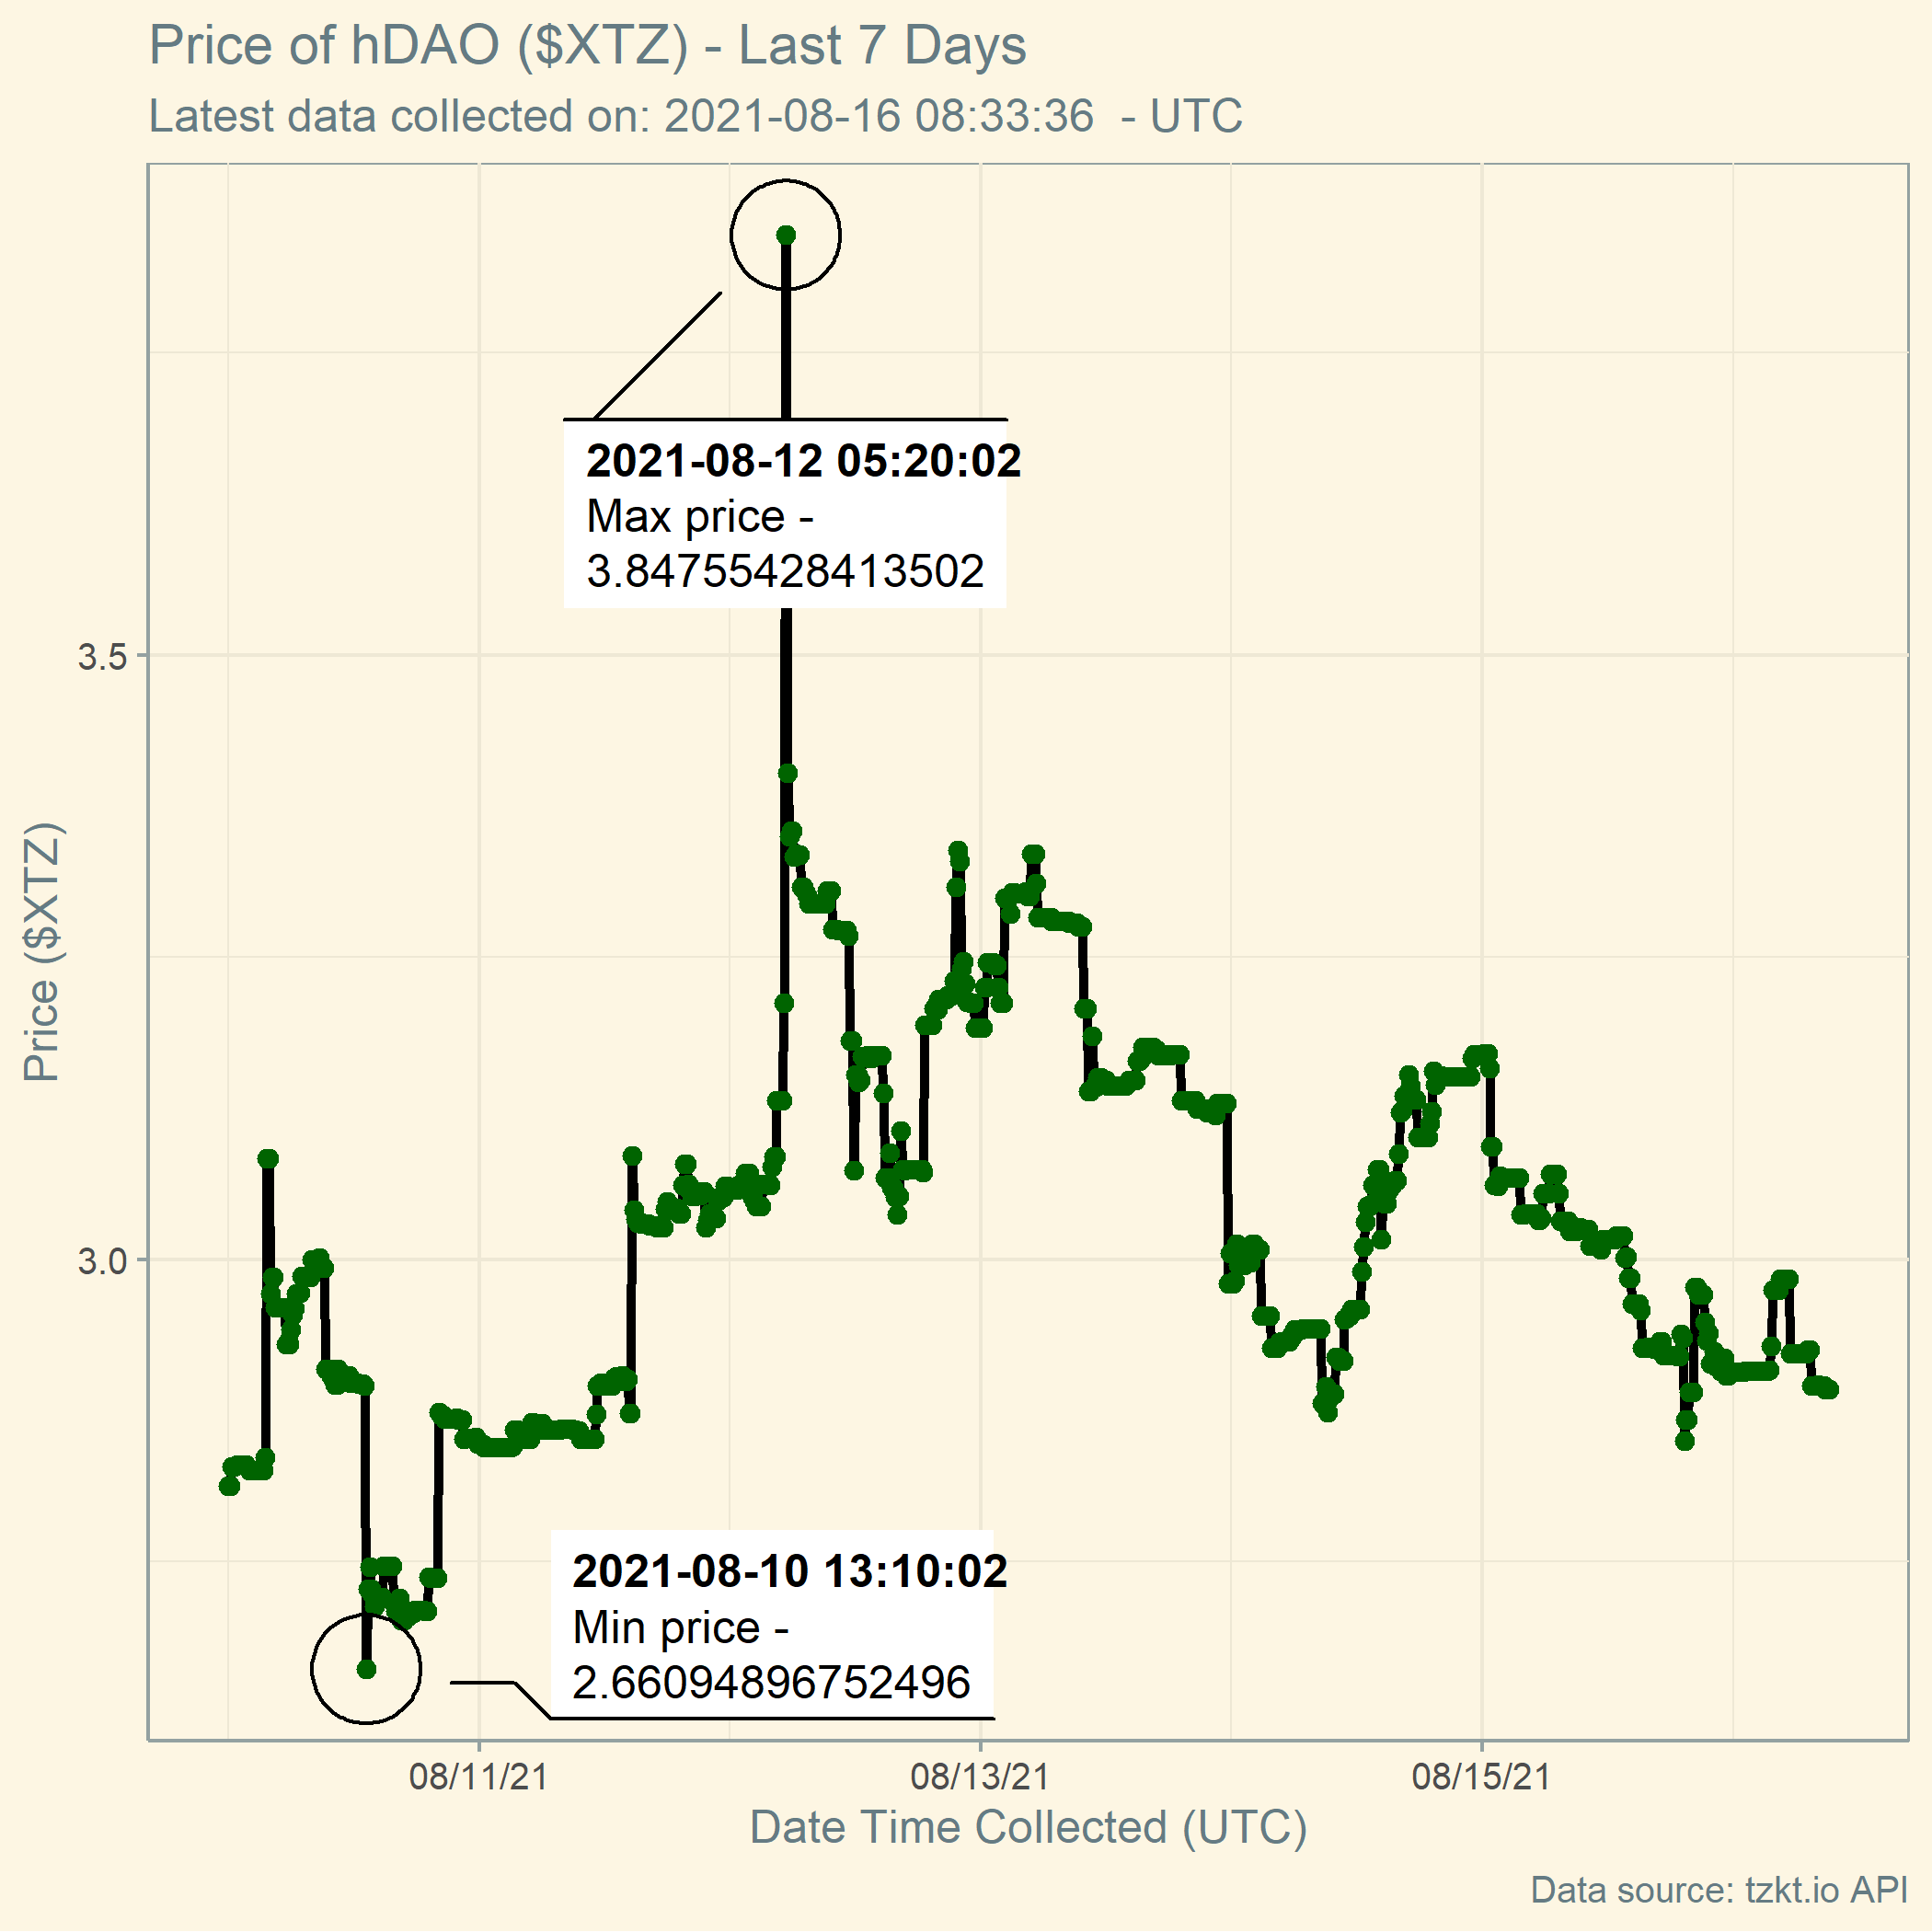 Price of hDAO ($XTZ) - Last 7 Days
Latest data collected on: 2021-08-16 08:33:36  - UTC
2021-08-12 05:20:02
Max price -
3.84755428413502
3.5
Price ($XTZ)
3.0
2021-08-10 13:10:02
Min price -
2.66094896752496
08/11/21
08/13/21
08/15/21
Date Time Collected (UTC)
Data source: tzkt.io API